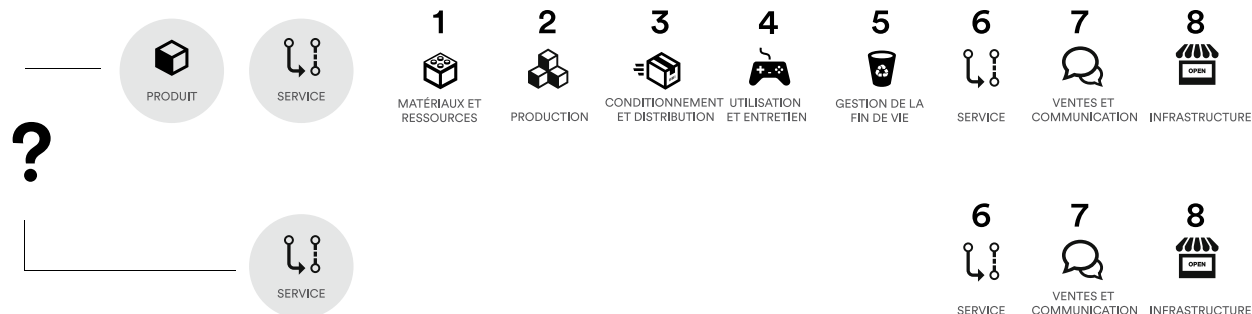 1 2 3 4 5 6 7 8
OPEN
PRODUIT SERVICE
MATÉRIAUX ET RESSOURCES
PRODUCTION
CONDITIONNEMENT ET DISTRIBUTION
UTILISATION ET ENTRETIEN
GESTION DE LA FIN DE VIE
SERVICE
VENTES ET COMMUNICATION
INFRASTRUCTURE
?
6 7 8
OPEN
SERVICE
SERVICE
VENTES ET COMMUNICATION
INFRASTRUCTURE